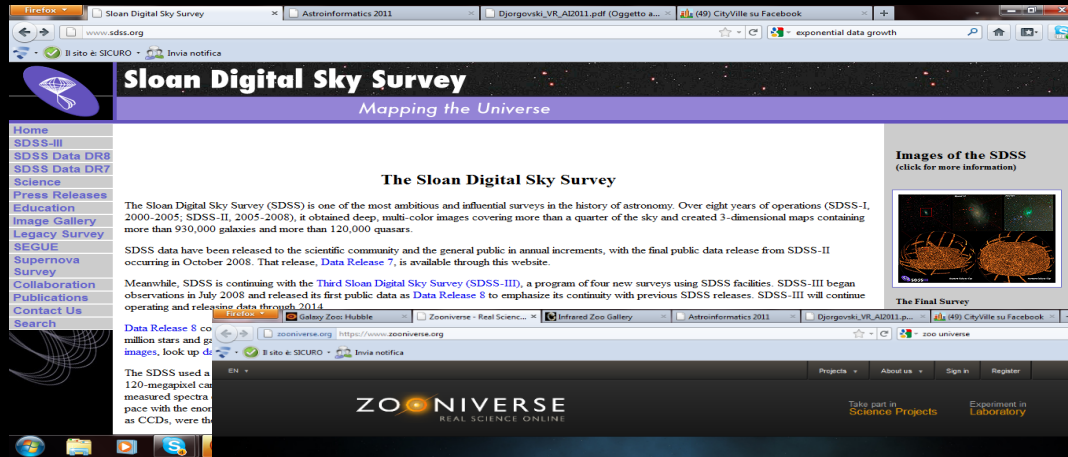 Firefox
Sloan Digital Sky Survey
Astroinformatics 2011
Djorgovski_VR_AI2011.pdf (Oggetto a...
(49) CityVille su Facebook
www.sdss.org
exponential data growth
Il sito è: SICURO
Invia notifica
Sloan Digital Sky Survey
Mapping the Universe
Home
SDSS-III
SDSS Data DR8
SDSS Data DR7
Science
Press Releases
Education
Image Gallery
Legacy Survey
SEGUE
Supernova
Survey
Collaboration
Publications
Contact Us
Search
The Sloan Digital Sky Survey
The Sloan Digital Sky Survey (SDSS) is one of the most ambitious and influential surveys in the history of astronomy. Over eight years of operations (SDSS-I,
2000-2005; SDSS-II, 2005-2008), it obtained deep, multi-color images covering more than a quarter of the sky and created 3-dimensional maps containing
more than 930,000 galaxies and more than 120,000 quasars.
SDSS data have been released to the scientific community and the general public in annual increments, with the final public data release from SDSS-II
occurring in October 2008. That release, Data Release 7, is available through this website.
Meanwhile, SDSS is continuing with the Third Sloan Digital Sky Survey (SDSS-III), a program of four new surveys using SDSS facilities. SDSS-III began
observations in July 2008 and released its first public data as Data Release 8 to emphasize its continuity with previous SDSS releases. SDSS-III will continue
operating and releasing data through 2014.
Data Release 8 co
million stars and ga
images, look up da
The SDSS used a
120-megapixel ca
measured spectra
pace with the enor
as CCDs, were the
Images of the SDSS
(click for more information)
The Final Survey
Firefox
Galaxy Zoo: Hubble
Zooniverse - Real Scienc...
Infrared Zoo Gallery
Astroinformatics 2011
Djorgovski_VR_AI2011.p...
(49) CityVille su Facebook
zooniverse.org https://www.zooniverse.org
zoo universe
Il sito è: SICURO
Invia notifica
EN
Projects
About us
Sign in
Register
ZOONIVERSE
REAL SCIENCE ONLINE
Take part in
Science Projects
Experiment in
Laboratory